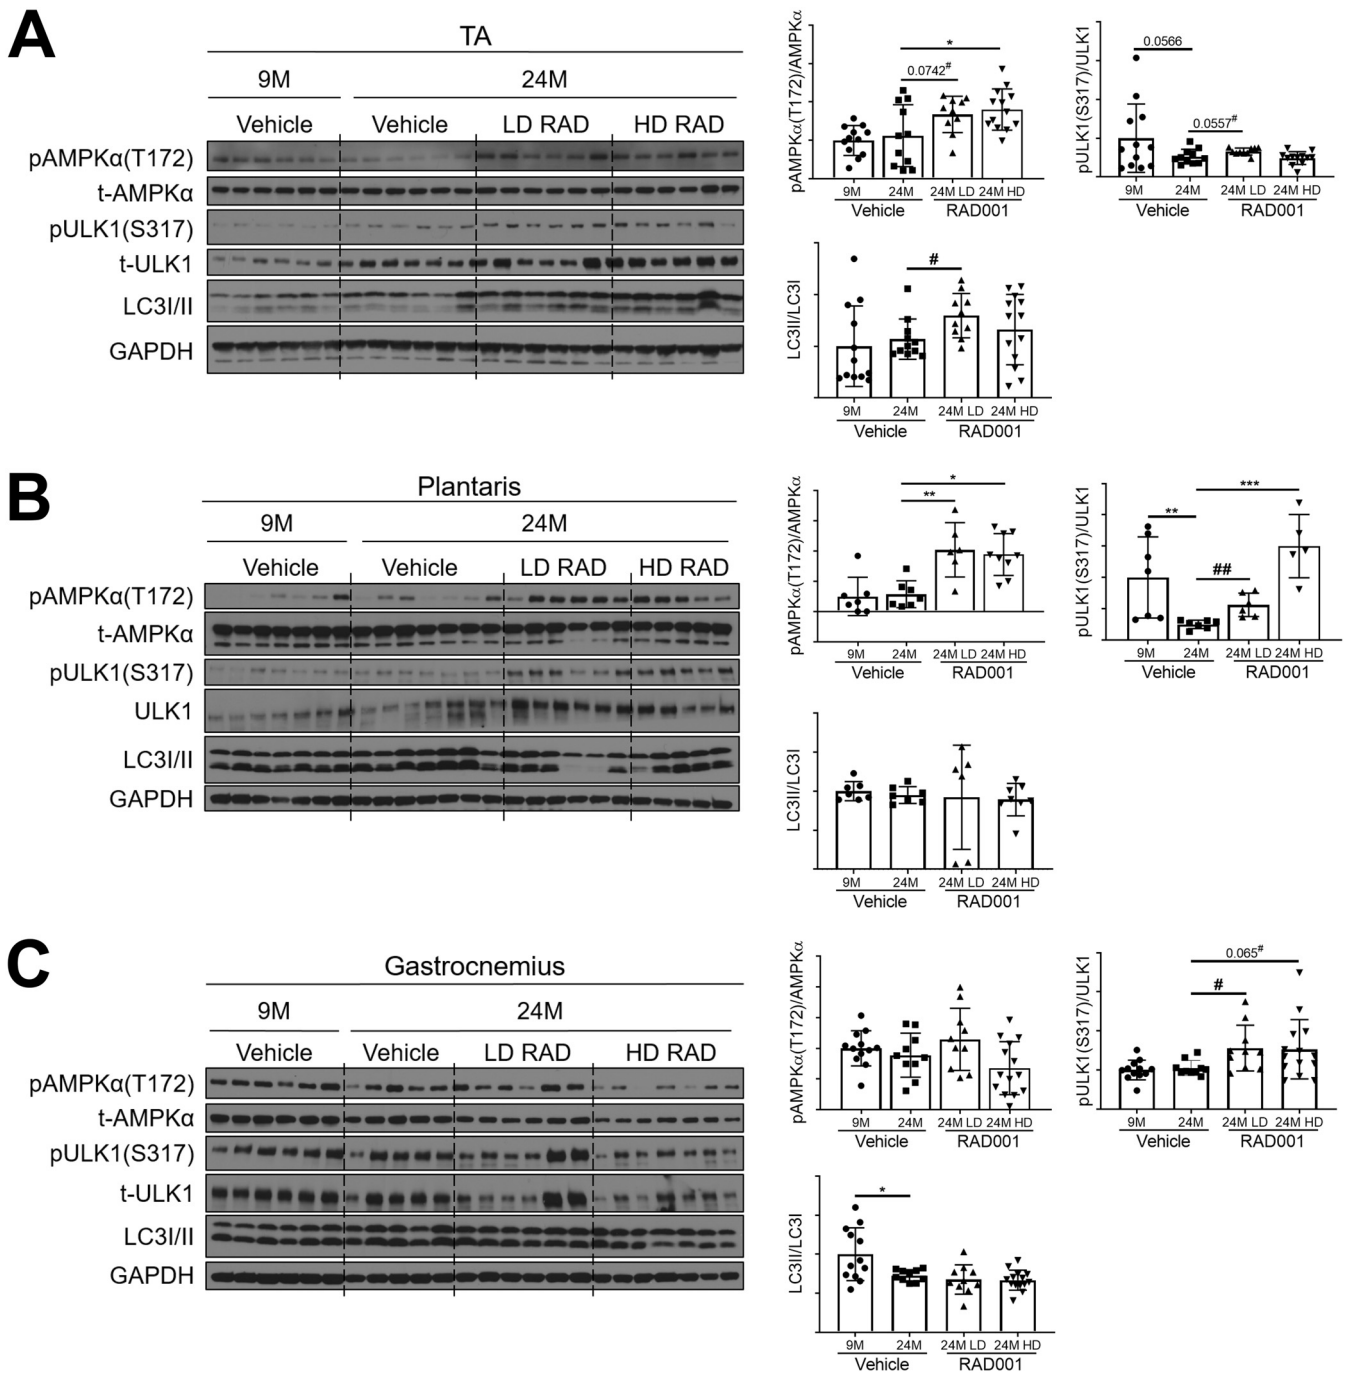 A
TA
9M 24M
Vehicle Vehicle LD RAD HD RAD
pAMPKα(T172)
t-AMPKα
pULK1(S317)
t-ULK1
LC3I/II
GAPDH
pAMPKα(T172)/AMPKα
*
0.0742#
9M 24M 24M LD 24M HD
Vehicle RAD001
pULK1(S317)/ULK1
0.0566
0.0557#
9M 24M 24M LD 24M HD
Vehicle RAD001
LC3II/LC3I
#
9M 24M 24M LD 24M HD
Vehicle RAD001
B
Plantaris
9M 24M
Vehicle Vehicle LD RAD HD RAD
pAMPKα(T172)
t-AMPKα
pULK1(S317)
ULK1
LC3I/II
GAPDH
pAMPKα(T172)/AMPKα
*
**
9M 24M 24M LD 24M HD
Vehicle RAD001
pULK1(S317)/ULK1
***
**
##
9M 24M 24M LD 24M HD
Vehicle RAD001
LC3II/LC3I
9M 24M 24M LD 24M HD
Vehicle RAD001
C
Gastrocnemius
9M 24M
Vehicle Vehicle LD RAD HD RAD
pAMPKα(T172)
t-AMPKα
pULK1(S317)
t-ULK1
LC3I/II
GAPDH
pAMPKα(T172)/AMPKα
9M 24M 24M LD 24M HD
Vehicle RAD001
pULK1(S317)/ULK1
0.065#
#
9M 24M 24M LD 24M HD
Vehicle RAD001
LC3II/LC3I
*
9M 24M 24M LD 24M HD
Vehicle RAD001